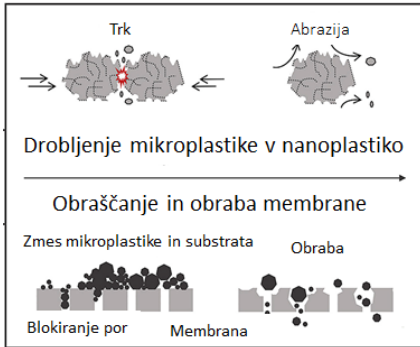 Trk
Abrazija
Drobljenje mikroplastike v nanoplastiko
Obraščanje in obraba membrane
Zmes mikroplastike in substrata
Obraba
Blokiranje por
Membrana